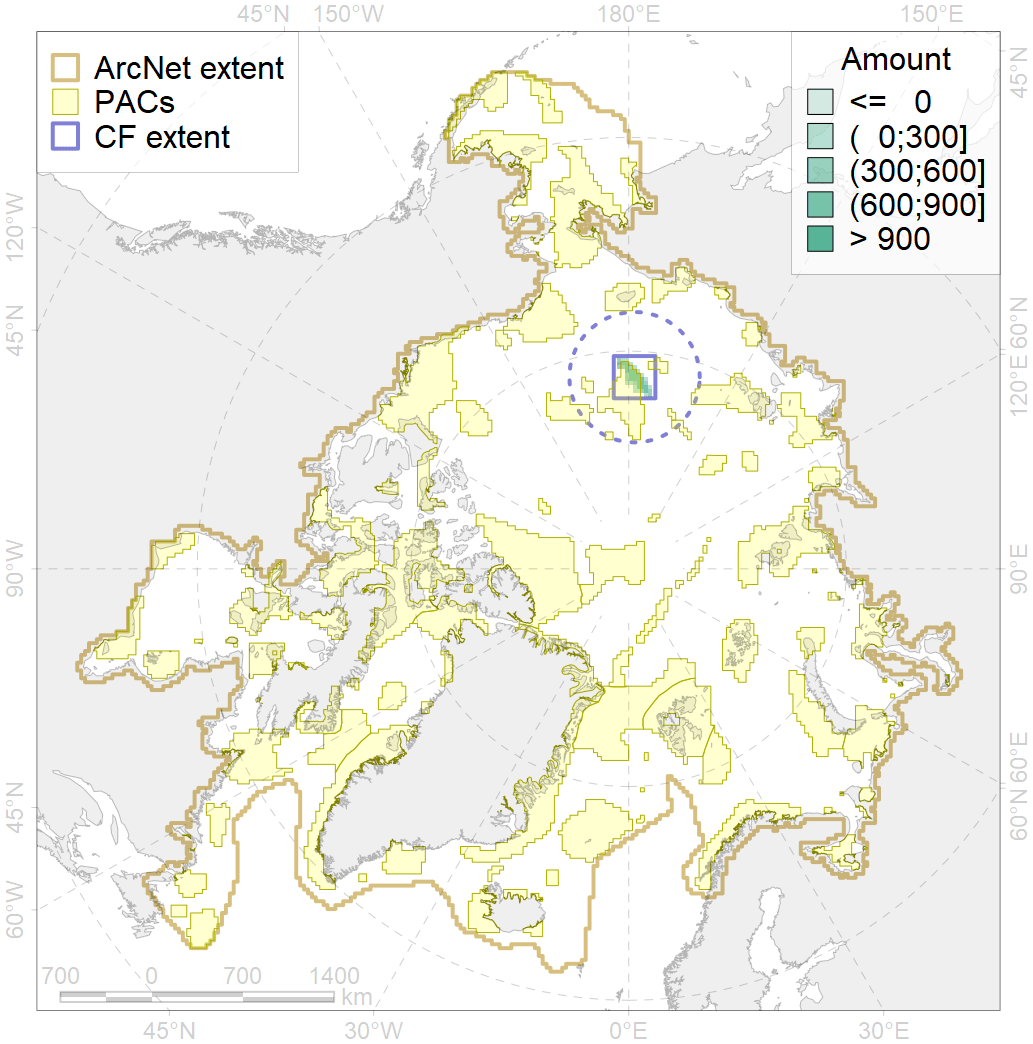 45°N 150°W 180°E 150°E
ArcNet extent
PACs
CF extent
Amount
<= 0
( 0;300]
(300;600]
(600;900]
> 900
45°N
120°W
45°N
90°W
45°N
60°W
60°N
120°E
90°E
60°E
60°N
700 0 700 1400
km
45°N 30°W 0°E 30°E